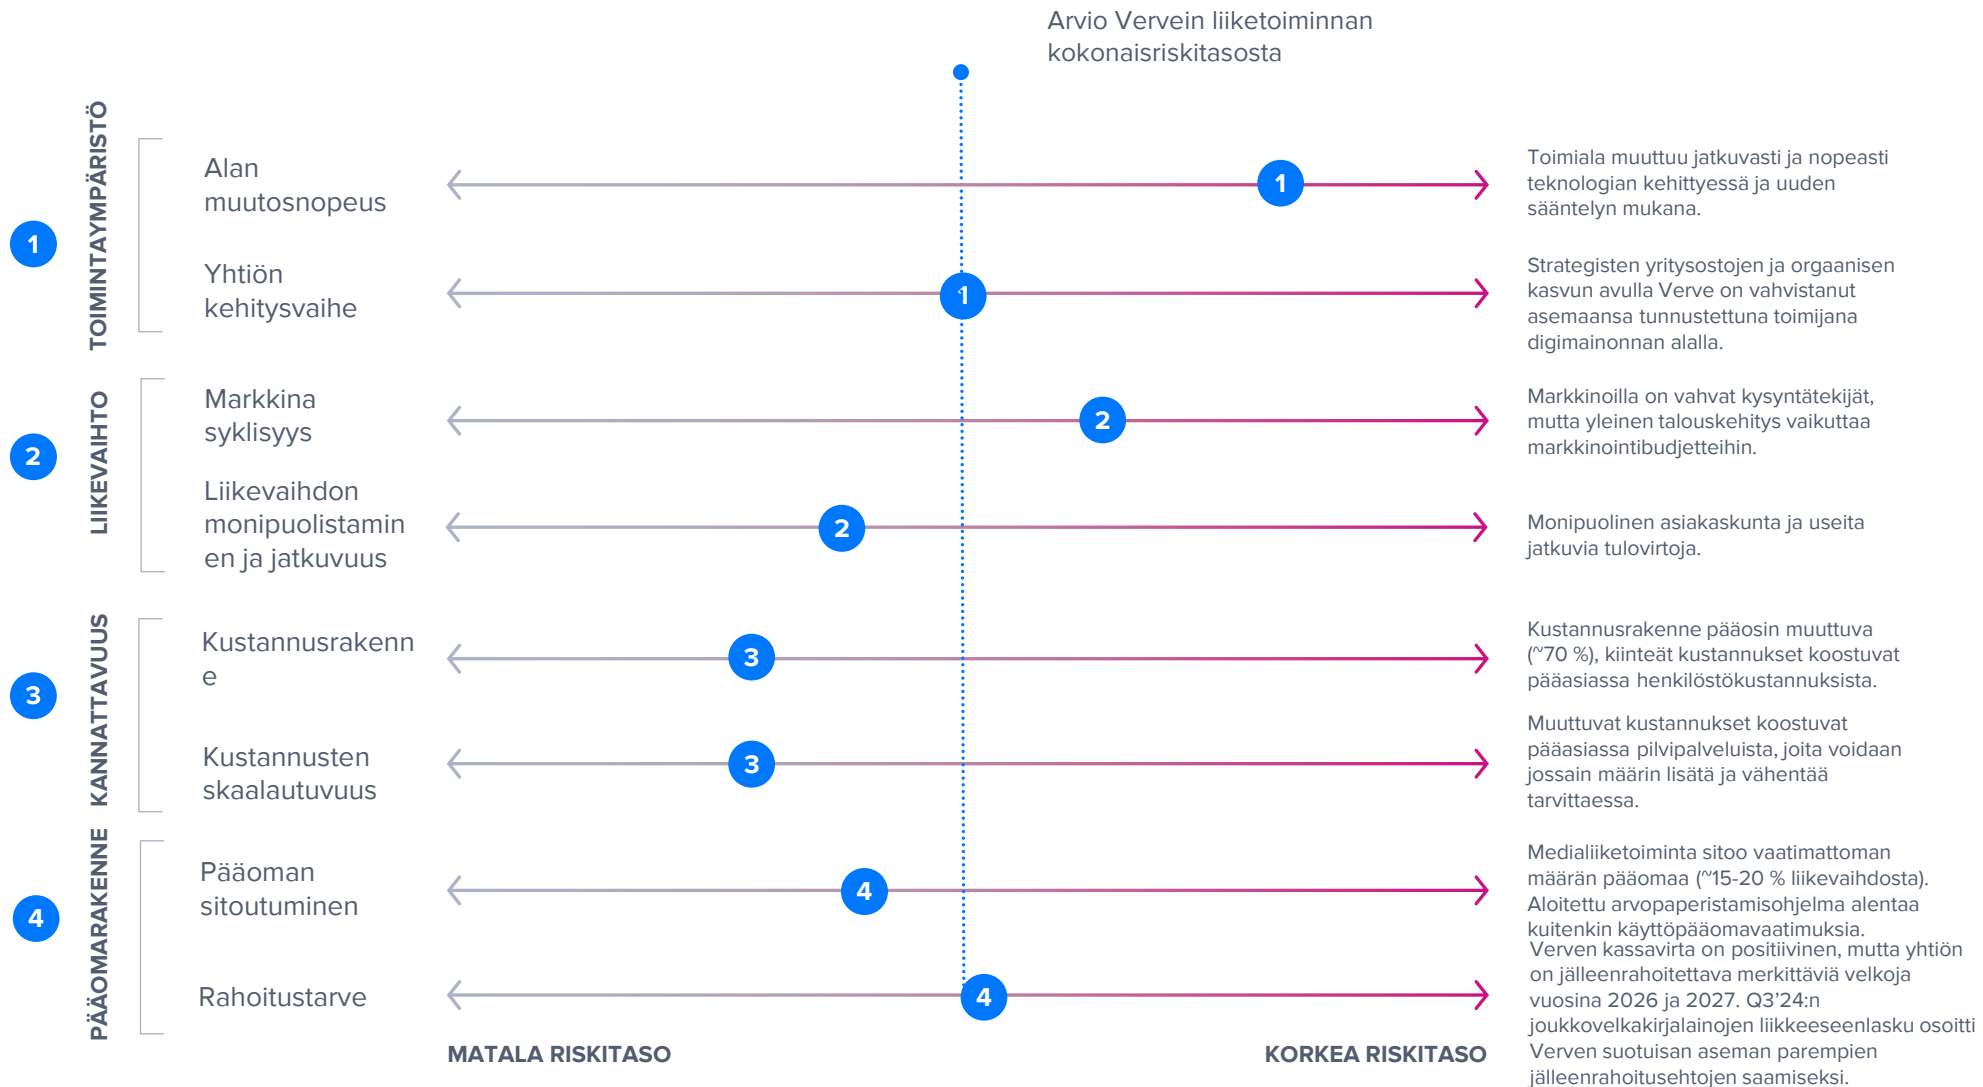 Arvio Vervein liiketoiminnan
kokonaisriskitasosta
1
TOIMINTAYMPÄRISTÖ
Alan
muutosnopeus
1
Toimiala muuttuu jatkuvasti ja nopeasti
teknologian kehittyessä ja uuden
sääntelyn mukana.
Yhtiön
kehitysvaihe
1
Strategisten yritysostojen ja orgaanisen
kasvun avulla Verve on vahvistanut
asemaansa tunnustettuna toimijana
digimainonnan alalla.
2
LIIKEVAIHTO
Markkina
syklisyys
2
Markkinoilla on vahvat kysyntätekijät,
mutta yleinen talouskehitys vaikuttaa
markkinointibudjetteihin.
Liikevaihdon
monipuolistamin
en ja jatkuvuus
2
Monipuolinen asiakaskunta ja useita
jatkuvia tulovirtoja.
3
KANNATTAVUUS
Kustannusrakenn
e
3
Kustannusrakenne pääosin muuttuva
(~70 %), kiinteät kustannukset koostuvat
pääasiassa henkilöstökustannuksista.
Kustannusten
skaalautuvuus
3
Muuttuvat kustannukset koostuvat
pääasiassa pilvipalveluista, joita voidaan
jossain määrin lisätä ja vähentää
tarvittaessa.
4
PÄÄOMARAKENNE
Pääoman
sitoutuminen
4
Medialiiketoiminta sitoo vaatimattoman
määrän pääomaa (~15-20 % liikevaihdosta).
Aloitettu arvopaperistamisohjelma alentaa
kuitenkin käyttöpääomavaatimuksia.
Rahoitustarve
4
Verven kassavirta on positiivinen, mutta yhtiön
on jälleenrahoitettava merkittäviä velkoja
vuosina 2026 ja 2027. Q3'24:n
joukkovelkakirjalainojen liikkeeseenlasku osoitti
Verven suotuisan aseman parempien
jälleenrahoitusehtojen saamiseksi.
MATALA RISKITASO
KORKEA RISKITASO